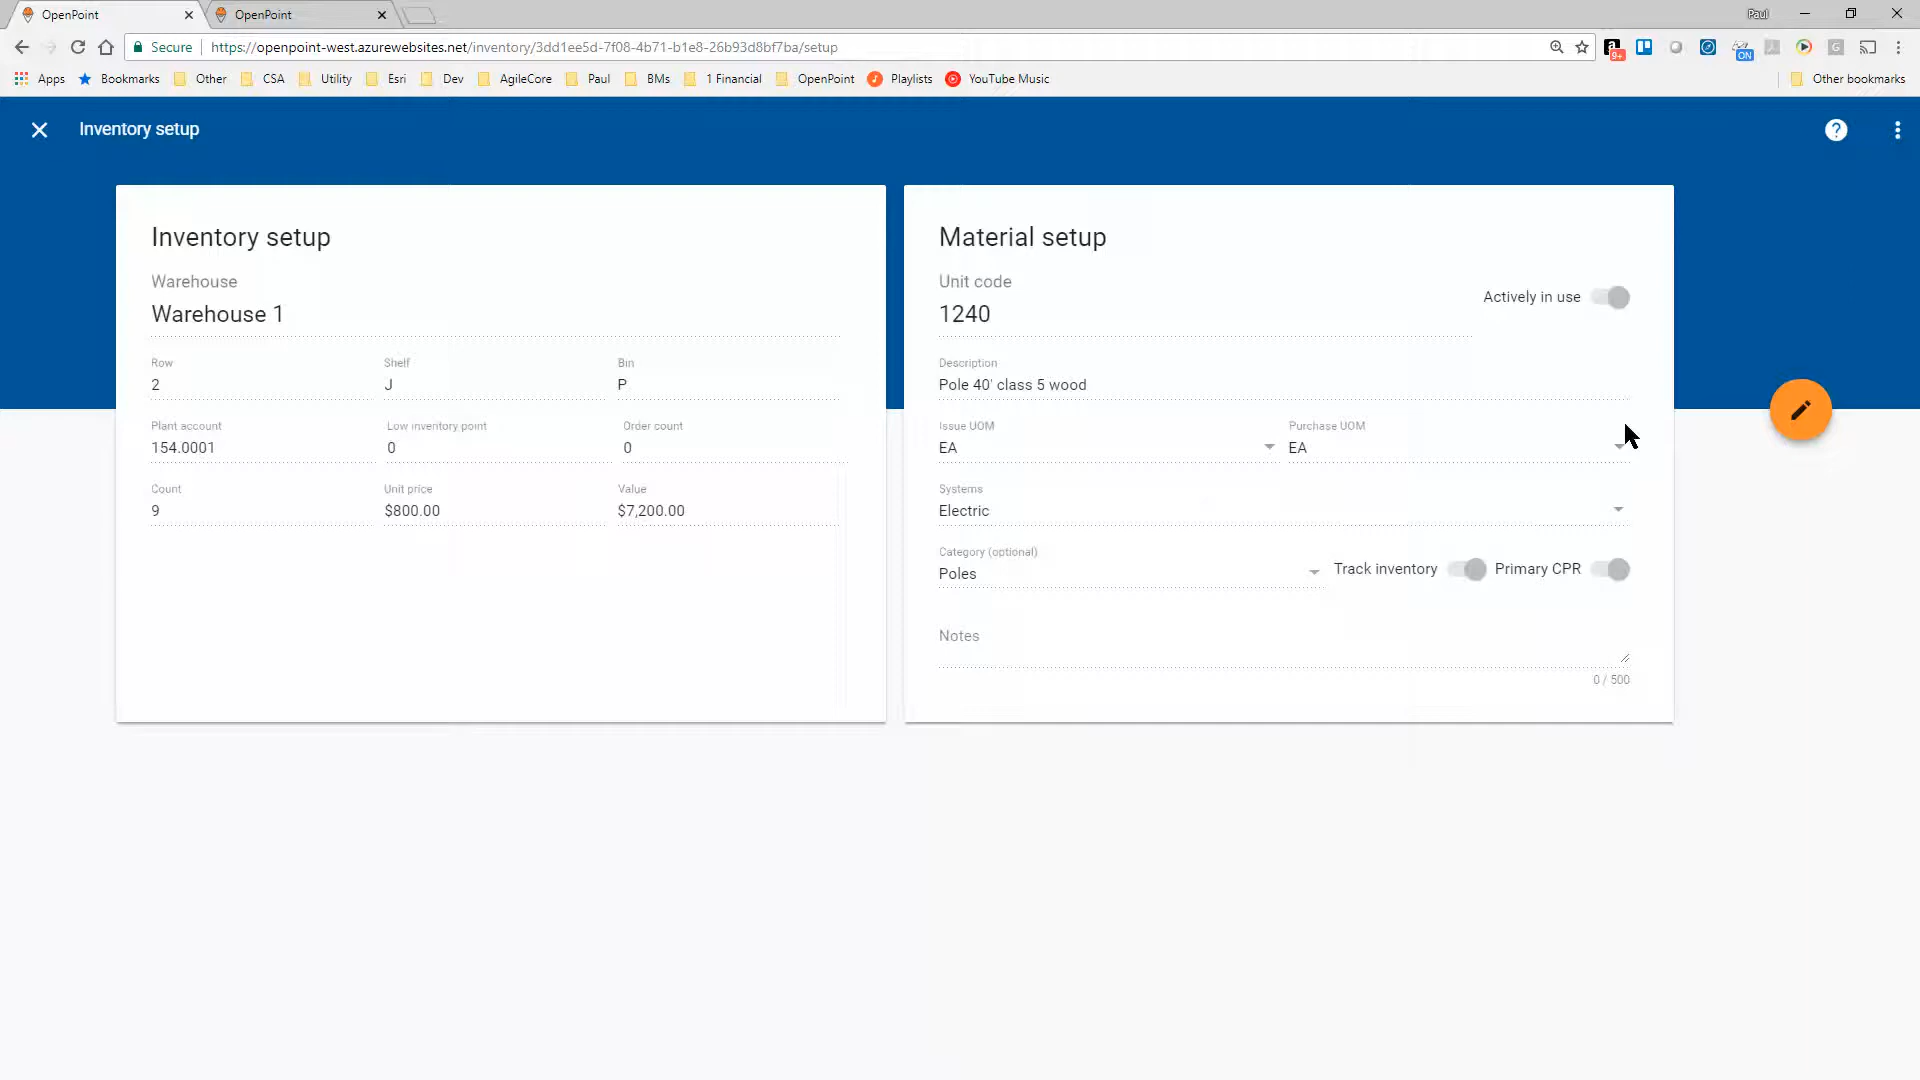 OpenPoint OpenPoint Paul
Secure https://openpoint-west.azurewebsites.net/inventory/3dd1ee5d-7f08-4b71-b1e8-26b93d8bf7ba/setup 9+ ON
Apps Bookmarks Other CSA Utility Esri Dev AgileCore Paul BMs 1 Financial OpenPoint Playlists YouTube Music Other bookmarks
Inventory setup ?
Inventory setup
Warehouse
Warehouse 1
Row Shelf Bin
2 J P
Plant account Low inventory point Order count
154.0001 0 0
Count Unit price Value
9 $800.00 $7,200.00
Material setup
Unit code
1240
Actively in use
Description
Pole 40' class 5 wood
Issue UOM Purchase UOM
EA EA
Systems
Electric
Category (optional)
Poles
Track inventory Primary CPR
Notes
0 / 500